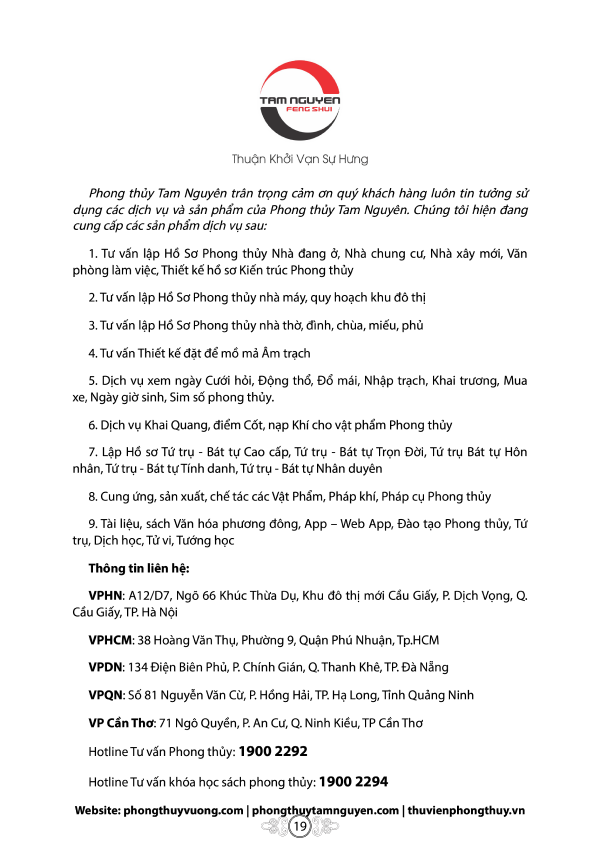 TAM NGUYEN
FENG SHUI
Thuận Khởi Vạn Sự Hưng
Phong thủy Tam Nguyên trân trọng cảm ơn quý khách hàng luôn tin tưởng sử
dụng các dịch vụ và sản phẩm của Phong thủy Tam Nguyên. Chúng tôi hiện đang
cung cấp các sản phẩm dịch vụ sau:
1. Tư vấn lập Hồ Sơ Phong thủy Nhà đang ở, Nhà chung cư, Nhà xây mới, Văn
phòng làm việc, Thiết kế hồ sơ Kiến trúc Phong thủy
2. Tư vấn lập Hồ Sơ Phong thủy nhà máy, quy hoạch khu đô thị
3. Tư vấn lập Hồ Sơ Phong thủy nhà thờ, đình, chùa, miếu, phủ
4. Tư vấn Thiết kế đặt để mồ mả Âm trạch
5. Dịch vụ xem ngày Cưới hỏi, Động thổ, Đổ mái, Nhập trạch, Khai trương, Mua
xe, Ngày giờ sinh, Sim số phong thủy.
6. Dịch vụ Khai Quang, điểm Cốt, nạp Khí cho vật phẩm Phong thủy
7. Lập Hồ sơ Tứ trụ - Bát tự Cao cấp, Tứ trụ - Bát tự Trọn Đời, Tứ trụ Bát tự Hôn
nhân, Tứ trụ - Bát tự Tính danh, Tứ trụ - Bát tự Nhân duyên
8. Cung ứng, sản xuất, chế tác các Vật Phẩm, Pháp khí, Pháp cụ Phong thủy
9. Tài liệu, sách Văn hóa phương đông, App – Web App, Đào tạo Phong thủy, Tứ
trụ, Dịch học, Tử vi, Tướng học
Thông tin liên hệ:
VPHN: A12/D7, Ngõ 66 Khúc Thừa Dụ, Khu đô thị mới Cầu Giấy, P. Dịch Vọng, Q.
Cầu Giấy, TP. Hà Nội
VPHCM: 38 Hoàng Văn Thụ, Phường 9, Quận Phú Nhuận, Tp.HCM
VPDN: 134 Điện Biên Phủ, P. Chính Gián, Q. Thanh Khê, TP. Đà Nẵng
VPQN: Số 81 Nguyễn Văn Cừ, P. Hồng Hải, TP. Hạ Long, Tỉnh Quảng Ninh
VP Cần Thơ: 71 Ngô Quyền, P. An Cư, Q. Ninh Kiều, TP Cần Thơ
Hotline Tư vấn Phong thủy: 1900 2292
Hotline Tư vấn khóa học sách phong thủy: 1900 2294
Website: phongthuyvuong.com | phongthuytamnguyen.com | thuvienphongthuy.vn
19